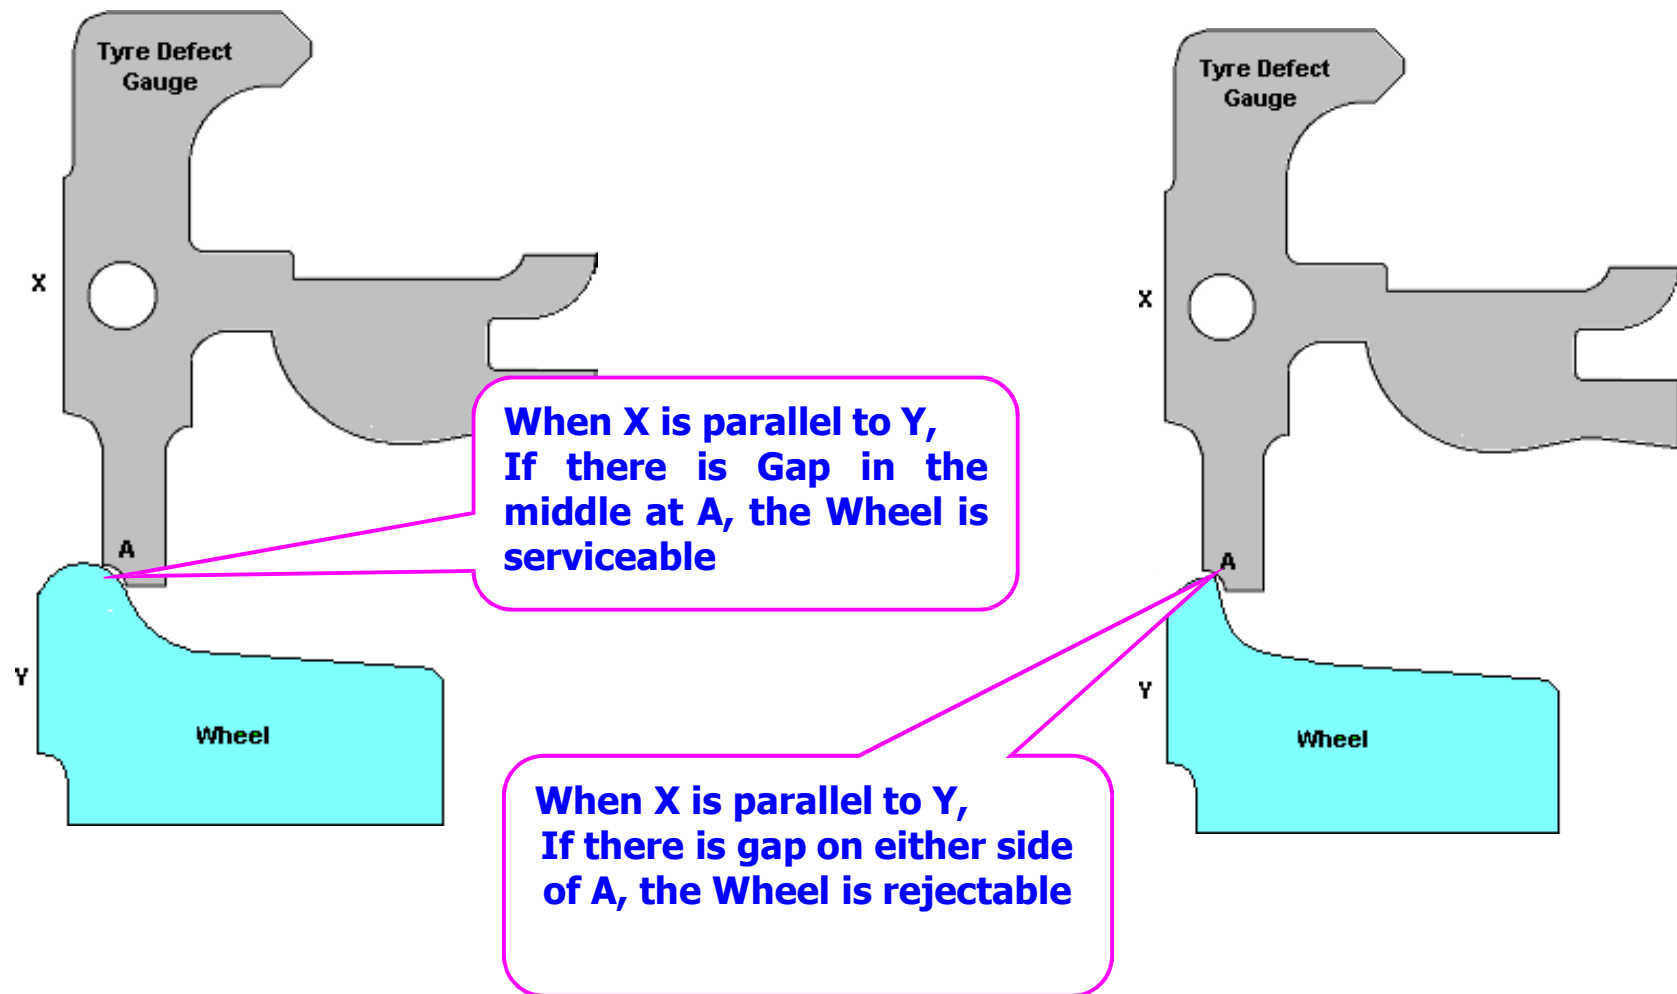 Tyre Defect
Gauge
X
A
Y
Wheel
When X is parallel to Y,
If there is Gap in the
middle at A, the Wheel is
serviceable
Tyre Defect
Gauge
X
A
Y
Wheel
When X is parallel to Y,
If there is gap on either side
of A, the Wheel is rejectable